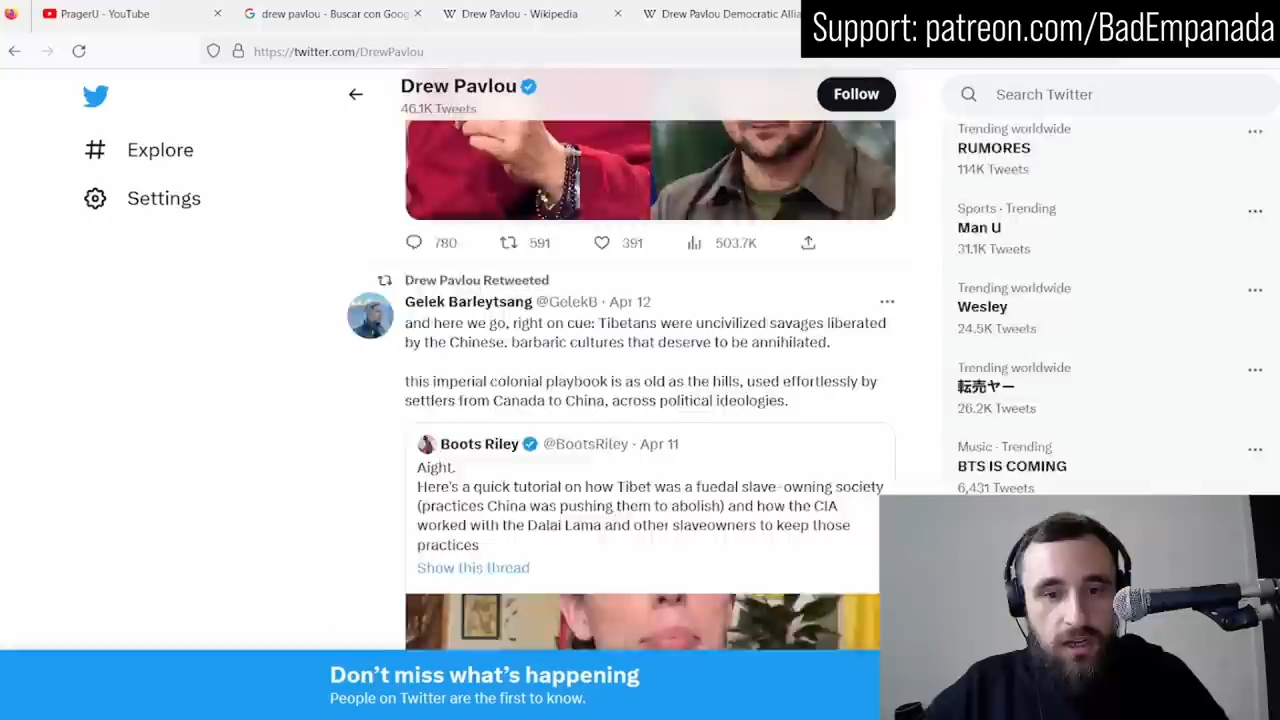 PragerU - YouTube
drew pavlou - Buscar con Goog
Drew Pavlou - Wikipedia
Drew Pavlou Democratic Allia
Support: patreon.com/BadEmpanada
https://twitter.com/DrewPavlou
Drew Pavlou
46.1K Tweets
Follow
Search Twitter
Explore
Settings
780
591
391
503.7K
Drew Pavlou Retweeted
Gelek Barleytsang @GelekB · Apr 12
and here we go, right on cue: Tibetans were uncivilized savages liberated
by the Chinese. barbaric cultures that deserve to be annihilated.
this imperial colonial playbook is as old as the hills, used effortlessly by
settlers from Canada to China, across political ideologies.
Boots Riley @BootsRiley · Apr 11
Aight.
Here's a quick tutorial on how Tibet was a fuedal slave-owning society
(practices China was pushing them to abolish) and how the CIA
worked with the Dalai Lama and other slaveowners to keep those
practices
Show this thread
Trending worldwide
RUMORES
114K Tweets
Sports · Trending
Man U
31.1K Tweets
Trending worldwide
Wesley
24.5K Tweets
Trending worldwide
転売ヤー
26.2K Tweets
Music · Trending
BTS IS COMING
6,431 Tweets
Don't miss what's happening
People on Twitter are the first to know.